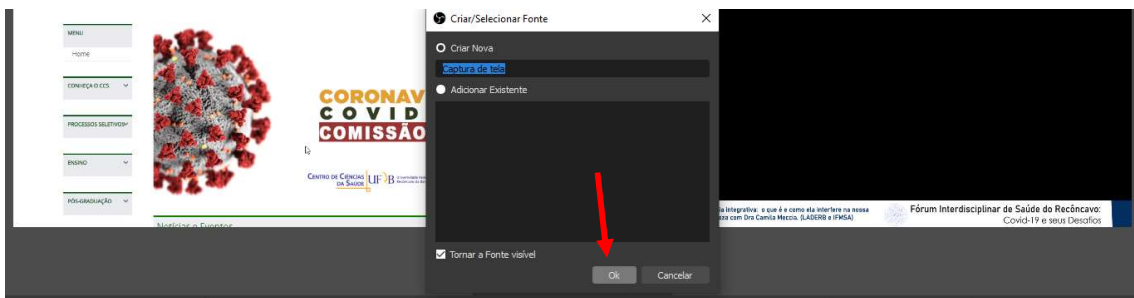 MENU
Home
CONHEÇA O CCS
PROCESSOS SELETIVOS
ENSINO
PÓS-GRADUAÇÃO
CORONAV
COVID
COMISSÃO
CENTRO DE CIÊNCIAS
DA SAÚDE
UFRB
Notícias e Eventos
Criar/Selecionar Fonte
Criar Nova
Captura de tela
Adicionar Existente
Tornar a Fonte visível
Ok
Cancelar
integrativa: o que é e como ela interfere na nossa
com Dra Camila Meccia. (LADERB e IFMSA)
Fórum Interdisciplinar de Saúde do Recôncavo:
Covid-19 e seus Desafios